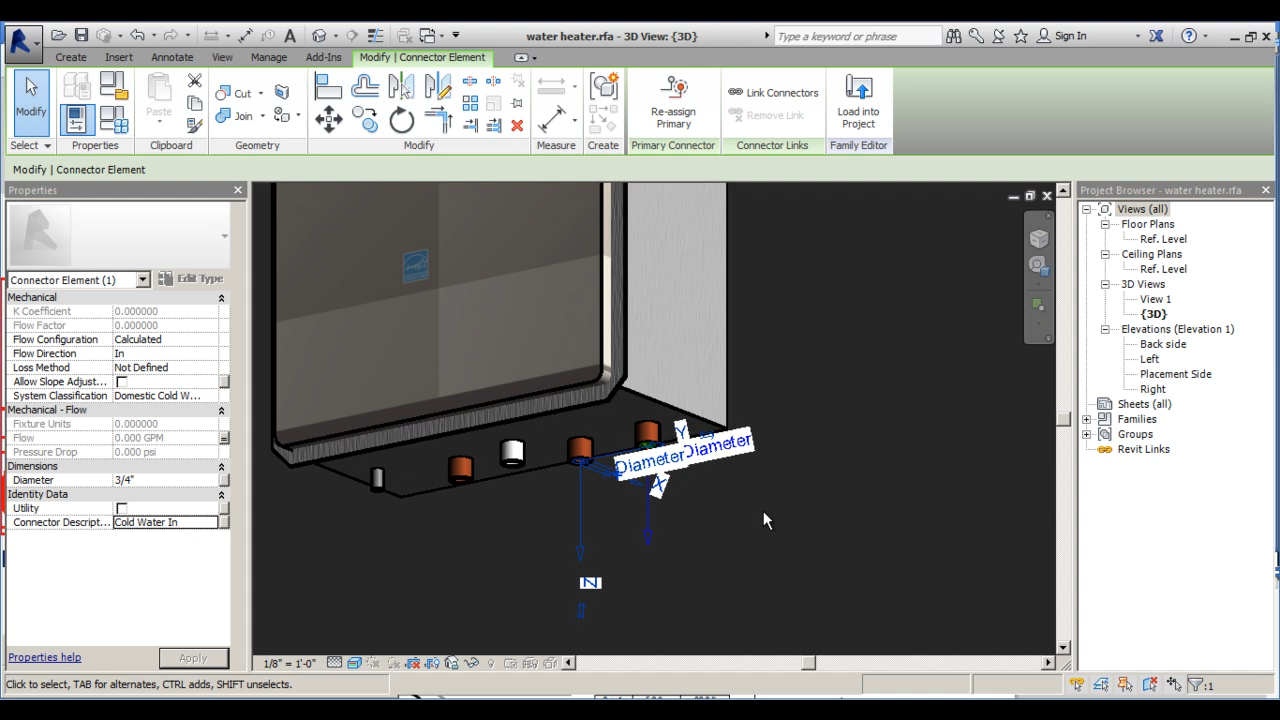 water heater.rfa - 3D View: {3D}
Type a keyword or phrase
Sign In
Create Insert Annotate View Manage Add-Ins Modify | Connector Element
Modify
Paste
Cut
Join
Re-assign Primary
Link Connectors
Remove Link
Load into Project
Select Properties Clipboard Geometry Modify Measure Create Primary Connector Connector Links Family Editor
Modify | Connector Element
Properties
Connector Element (1) Edit Type
Mechanical
K Coefficient 0.000000
Flow Factor 0.000000
Flow Configuration Calculated
Flow Direction In
Loss Method Not Defined
Allow Slope Adjust...
System Classification Domestic Cold W...
Mechanical - Flow
Fixture Units 0.000000
Flow 0.000 GPM
Pressure Drop 0.000 psi
Dimensions
Diameter 3/4"
Identity Data
Utility
Connector Descript... Cold Water In
Properties help Apply
Y
Diameter
Diameter
X
Z
Project Browser - water heater.rfa
Views (all)
Floor Plans
Ref. Level
Ceiling Plans
Ref. Level
3D Views
View 1
{3D}
Elevations (Elevation 1)
Back side
Left
Placement Side
Right
Sheets (all)
Families
Groups
Revit Links
1/8" = 1'-0"
Click to select, TAB for alternates, CTRL adds, SHIFT unselects.
:1